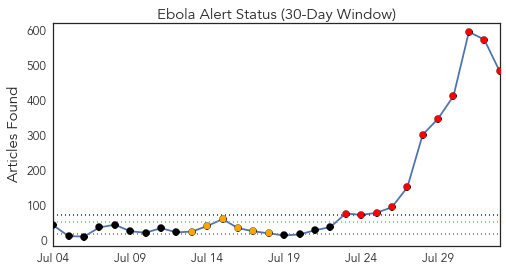 Ebola Alert Status (30-Day Window)
Articles Found
600
500
400
300
200
100
0
Jul 04
Jul 09
Jul 14
Jul 19
Jul 24
Jul 29